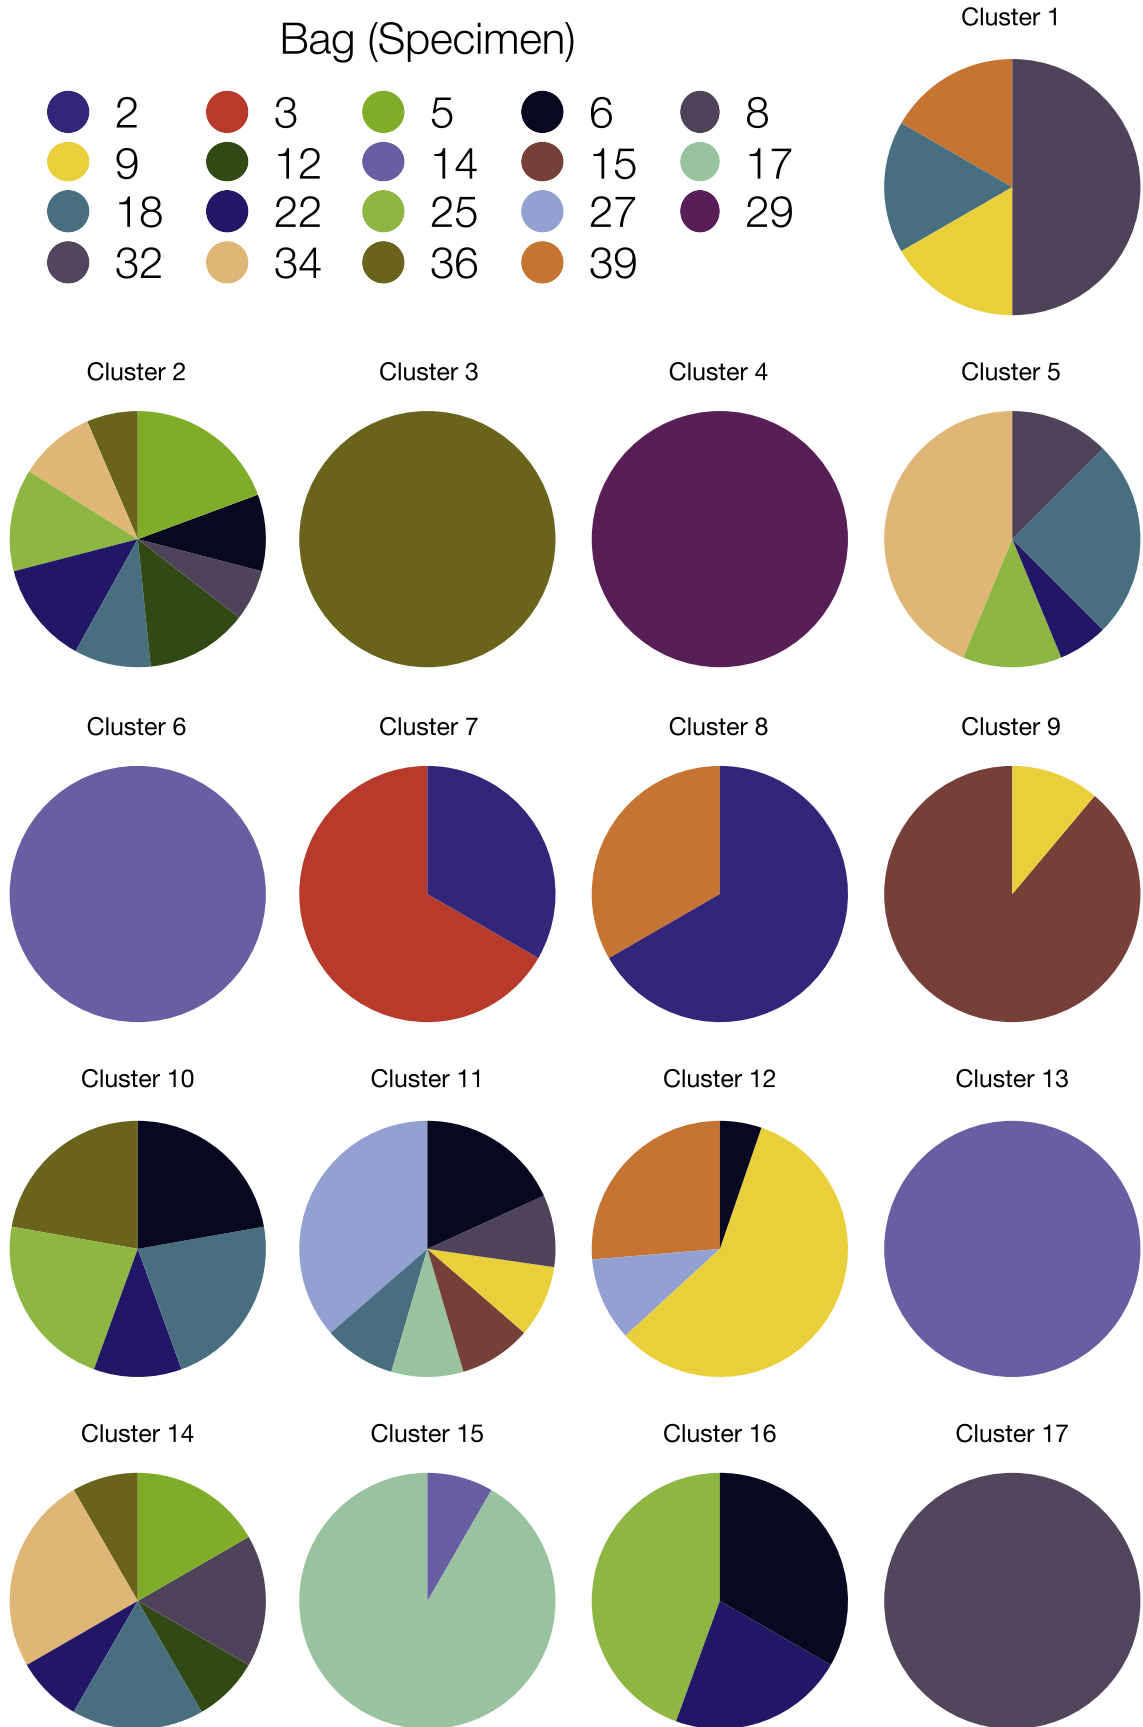 Cluster 1
Bag (Specimen)
2 3 5 6 8
9 12 14 15 17
18 22 25 27 29
32 34 36 39
Cluster 2 Cluster 3 Cluster 4 Cluster 5
Cluster 6 Cluster 7 Cluster 8 Cluster 9
Cluster 10 Cluster 11 Cluster 12 Cluster 13
Cluster 14 Cluster 15 Cluster 16 Cluster 17